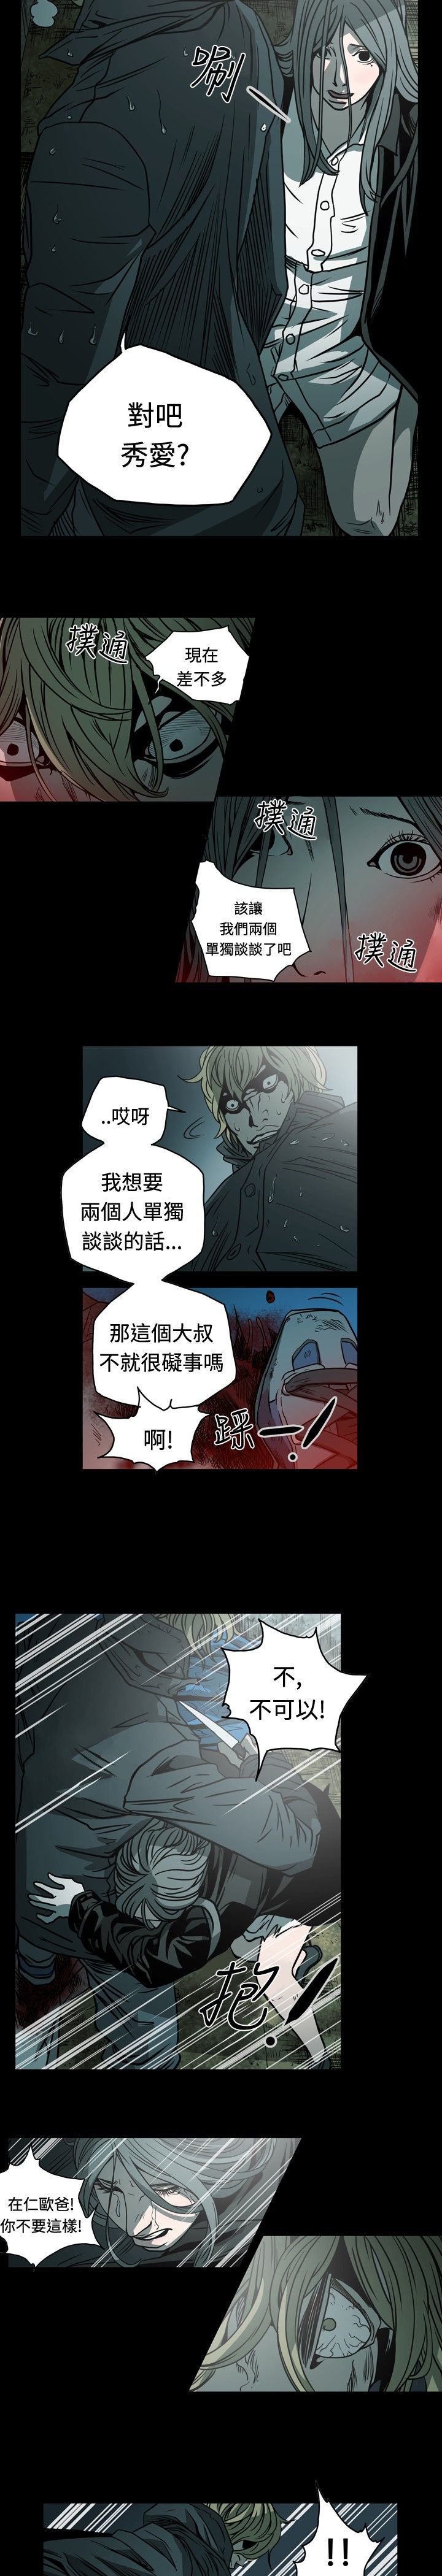 唰
對吧
秀愛?
撲通
現在
差不多
撲通
該讓
我們兩個
單獨談談了吧
撲通
..哎呀
我想要
兩個人單獨
談談的話...
那這個大叔
不就很礙事嗎
啊!
踩一!
不,
不可以!
抱!
在仁歐爸!
你不要這樣!
!!